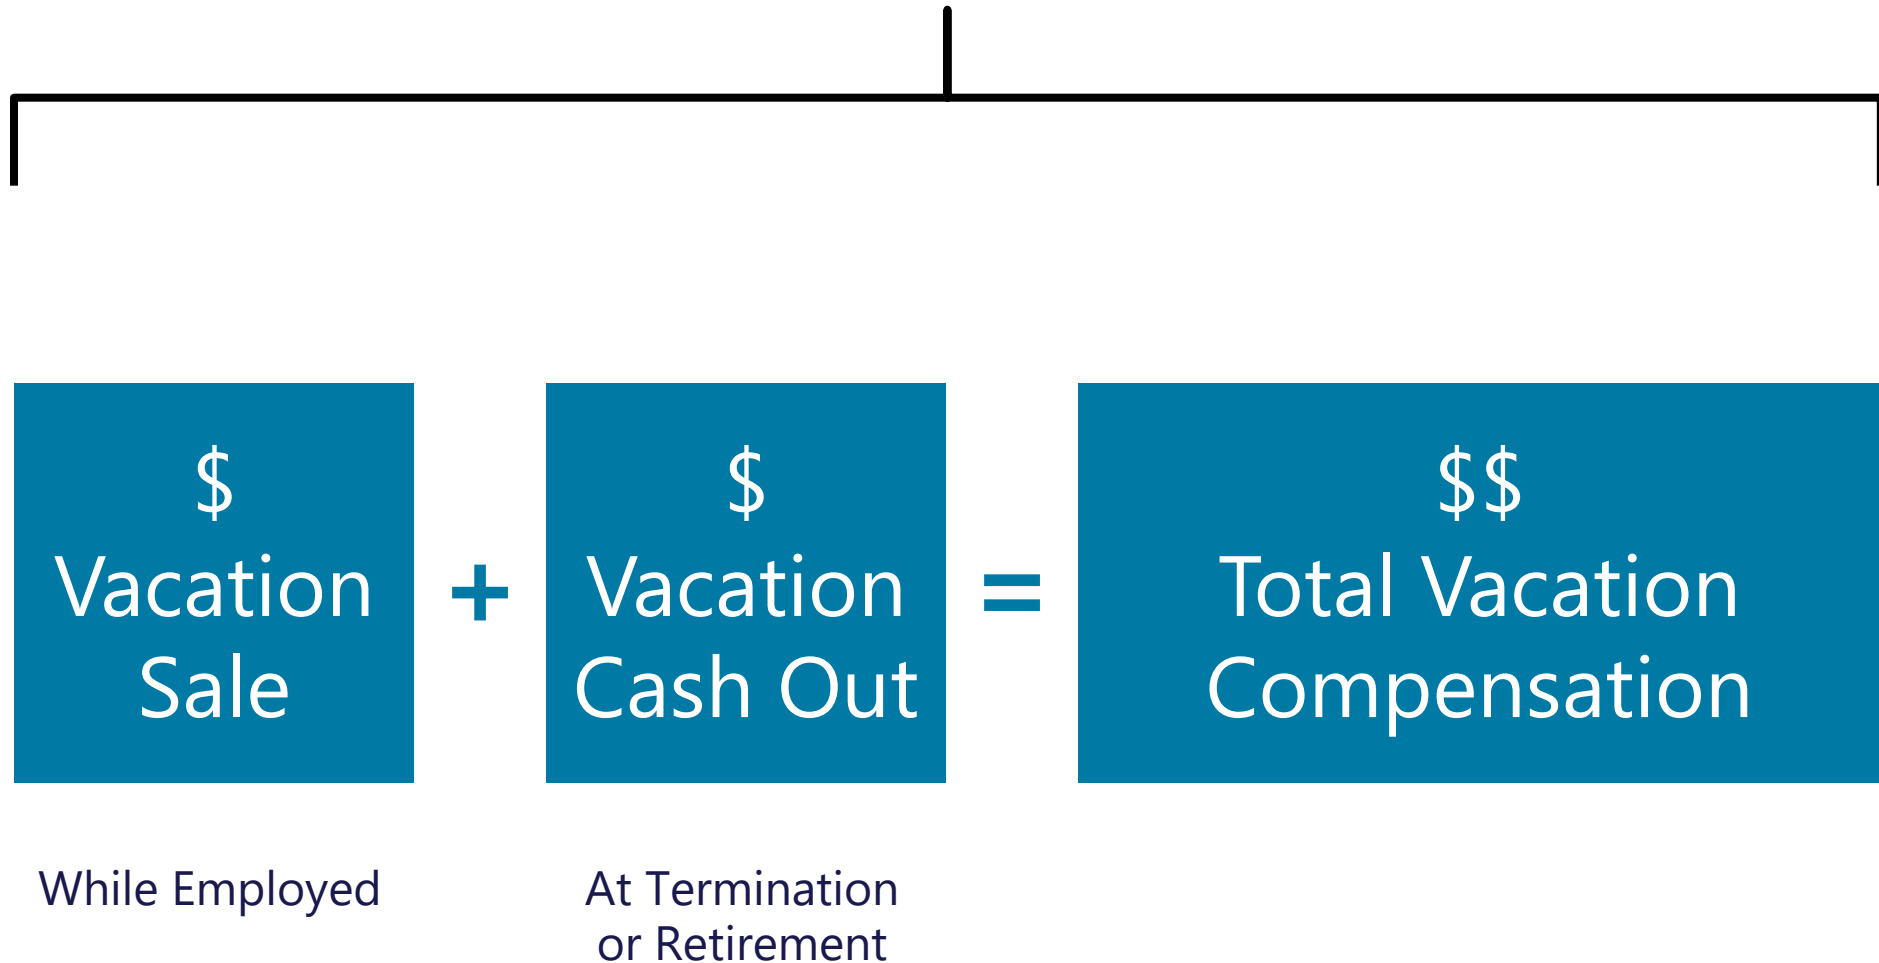 $
Vacation
Sale
+
$
Vacation
Cash Out
=
$$
Total Vacation
Compensation
While Employed
At Termination
or Retirement